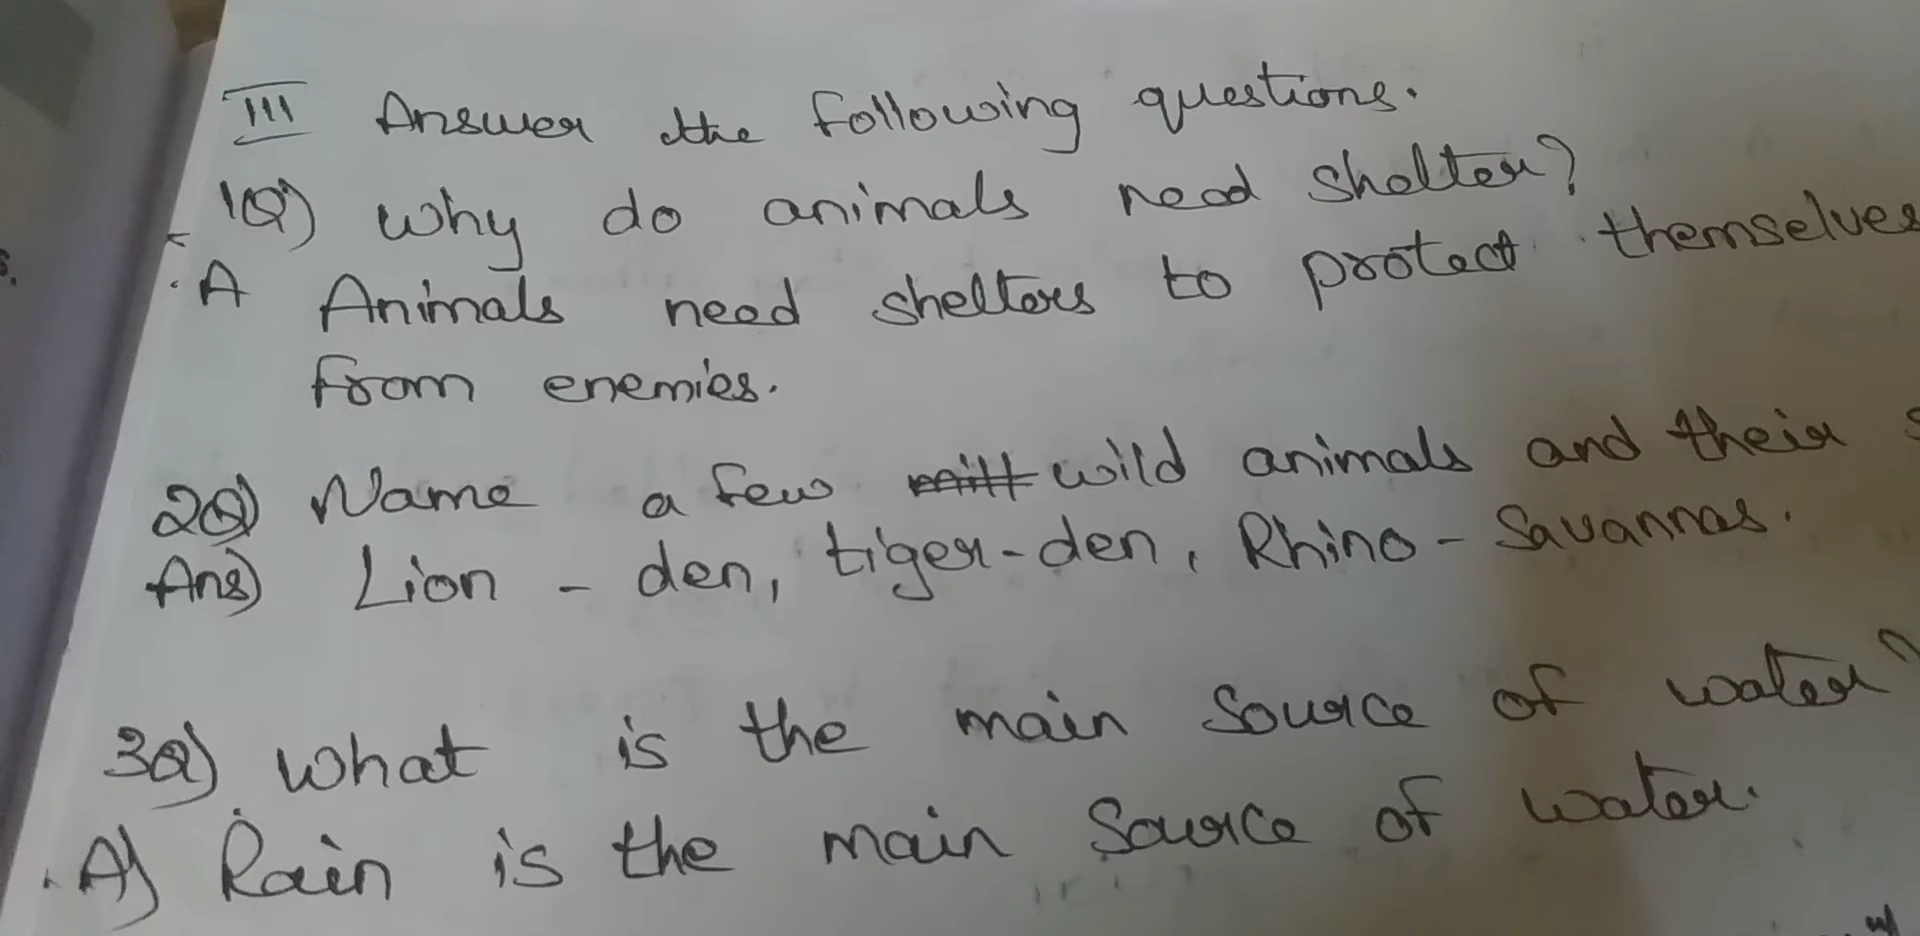 III Answer the following questions.
1Q) Why do animals need shelter?
A Animals need shelters to protect themselves
from enemies.
2Q) Name a few wild animals and their
Ans) Lion - den, tiger-den, Rhino - Savannas.
3Q) What is the main source of water?
A) Rain is the main source of water.